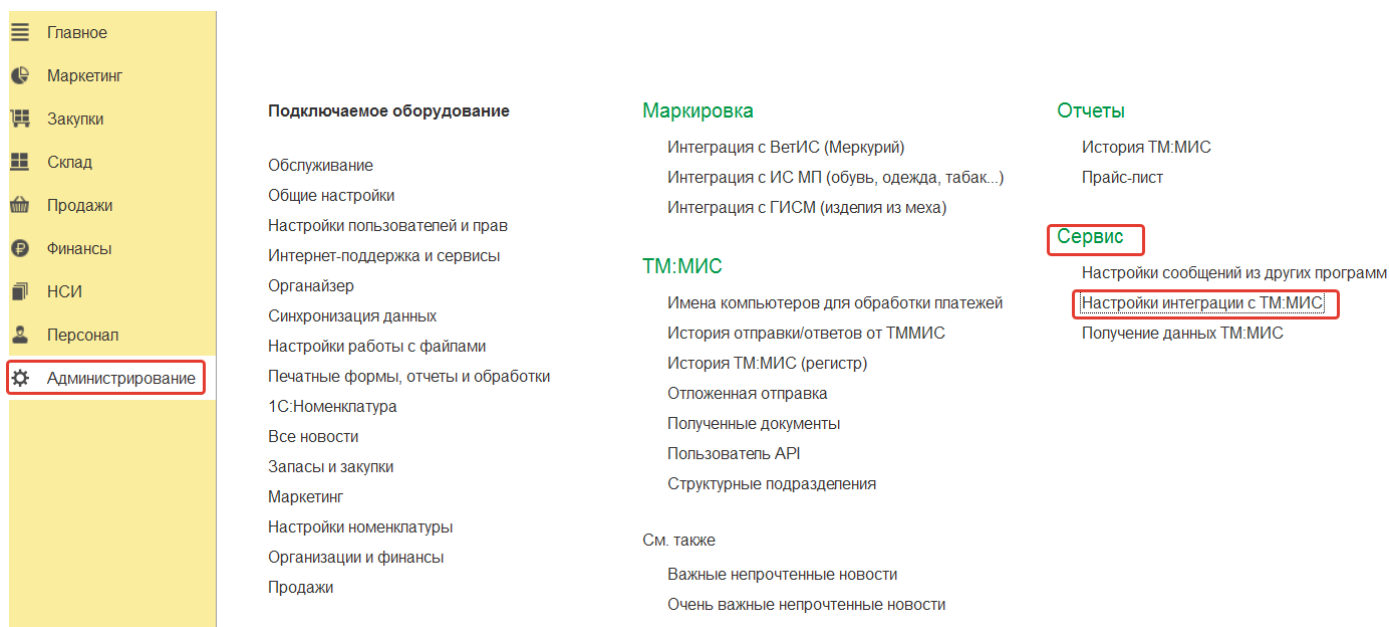 Главное
Маркетинг
Закупки
Склад
Продажи
Финансы
НСИ
Персонал
Администрирование
Подключаемое оборудование
Обслуживание
Общие настройки
Настройки пользователей и прав
Интернет-поддержка и сервисы
Органайзер
Синхронизация данных
Настройки работы с файлами
Печатные формы, отчеты и обработки
1С:Номенклатура
Все новости
Запасы и закупки
Маркетинг
Настройки номенклатуры
Организации и финансы
Продажи
Маркировка
Интеграция с ВетИС (Меркурий)
Интеграция с ИС МП (обувь, одежда, табак...)
Интеграция с ГИСМ (изделия из меха)
ТМ:МИС
Имена компьютеров для обработки платежей
История отправки/ответов от ТММИС
История ТМ:МИС (регистр)
Отложенная отправка
Полученные документы
Пользователь API
Структурные подразделения
См. также
Важные непрочтенные новости
Очень важные непрочтенные новости
Отчеты
История ТМ:МИС
Прайс-лист
Сервис
Настройки сообщений из других программ
Настройки интеграции с ТМ:МИС
Получение данных ТМ:МИС